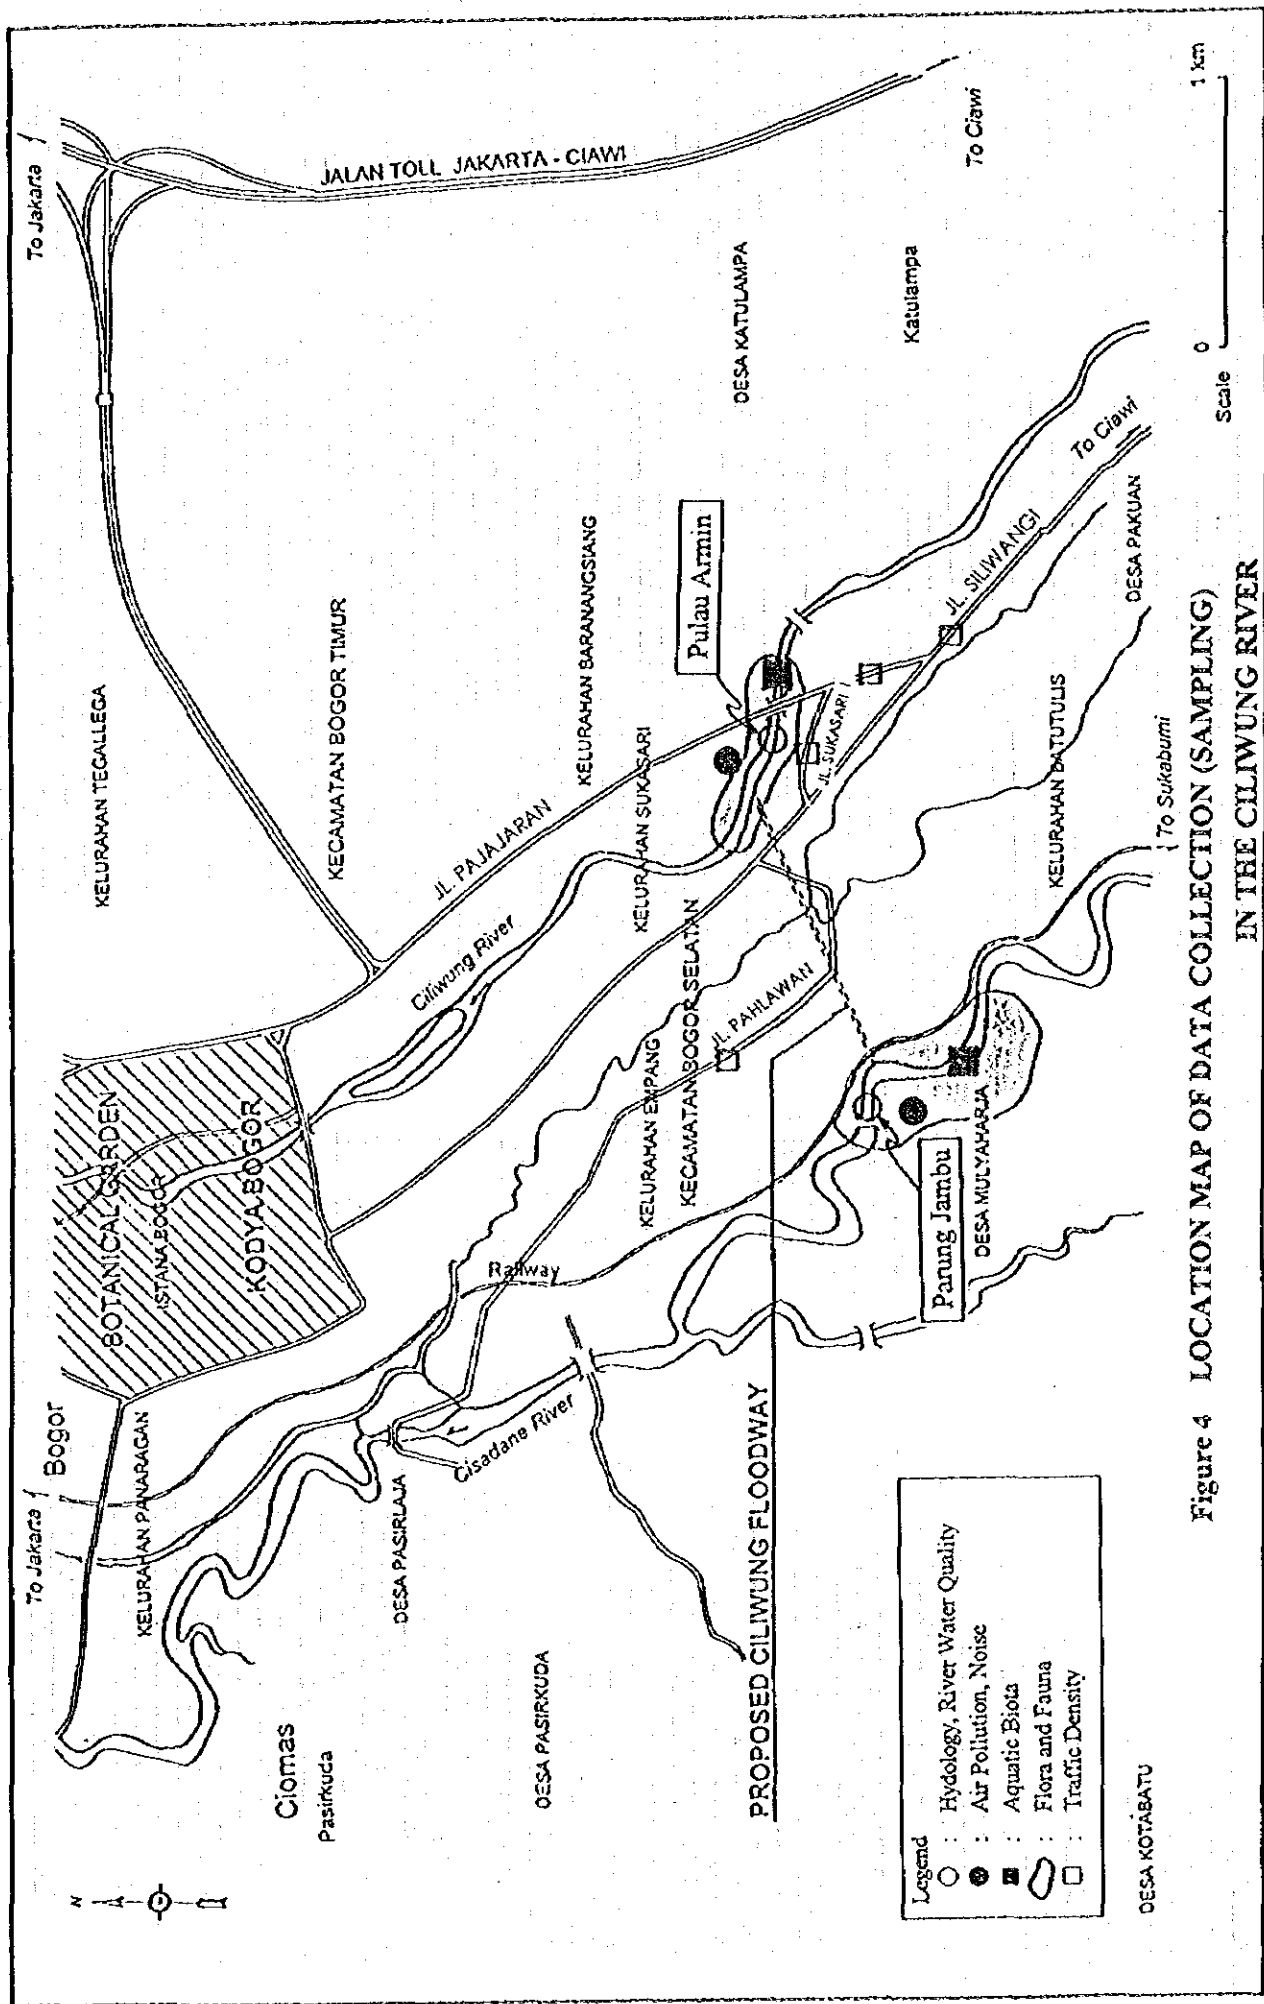 To Jakarta
Bogor
To Jakarta
KELURAHAN PANARAGAN
BOTANICAL GARDEN
ISTANA BOGOR
KODYA BOGOR
KELURAHAN TEGALLEGA
KECAMATAN BOGOR TIMUR
JALAN TOLL JAKARTA - CIAWI
To Ciawi
N
Ciomas
Pasirkuda
DESA PASIRLAJA
DESA PASIRKUDA
Cisadane River
Railway
Ciliwung River
JL. PAJAJARAN
KELURAHAN BARANANGSIANG
KELURAHAN SUKASARI
KELURAHAN EMPANG
KECAMATAN BOGOR SELATAN
JL. PAHLAWAN
Pulau Armin
DESA KATULAMPA
Katulampa
JL. SUKASARI
JL. SILIWANGI
To Ciawi
DESA PAKUAN
KELURAHAN BATUTULIS
To Sukabumi
PROPOSED CILIWUNG FLOODWAY
Parung Jambu
DESA MULYAHARJA
DESA KOTABATU
Legend
: Hydology, River Water Quality
: Air Pollution, Noise
: Aquatic Biota
: Flora and Fauna
: Traffic Density
Scale 0 1 km
Figure 4 LOCATION MAP OF DATA COLLECTION (SAMPLING)
IN THE CILIWUNG RIVER